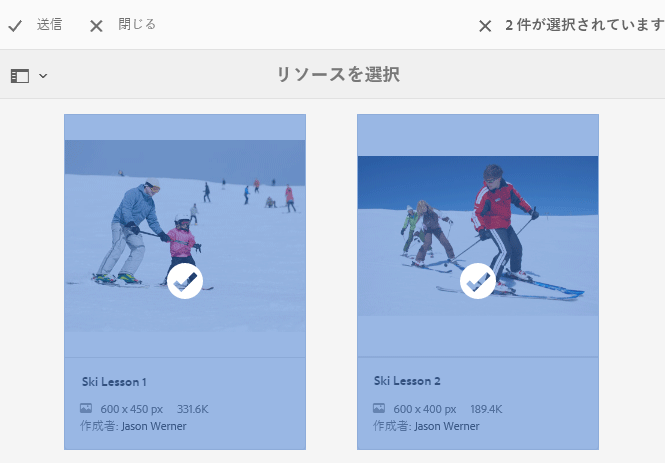 送信 閉じる 2 件が選択されています
リソースを選択
Ski Lesson 1
600 x 450 px 331.6K
作成者: Jason Werner
Ski Lesson 2
600 x 400 px 189.4K
作成者: Jason Werner